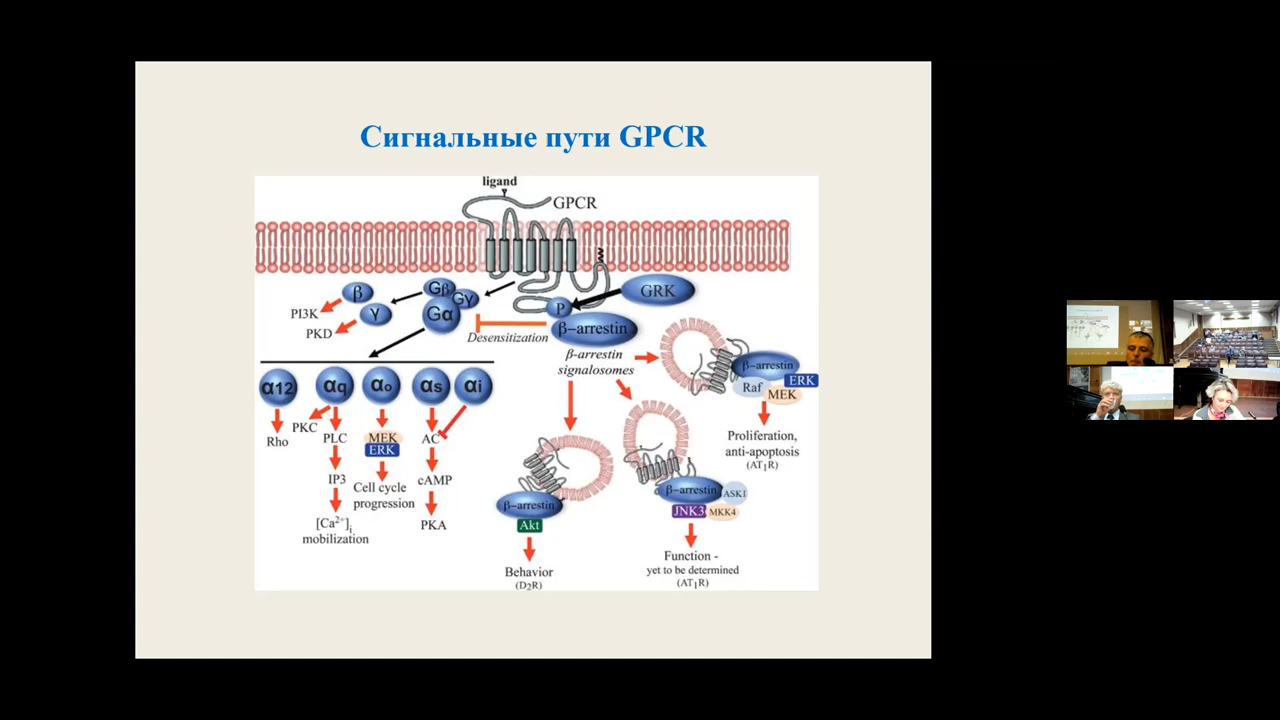 Сигнальные пути GPCR
ligand
GPCR
β
Gβ
Gγ
Gα
γ
PI3K
PKD
P
GRK
β-arrestin
Desensitization
β-arrestin
signalosomes
α12
αq
αo
αs
αi
Rho
PKC
PLC
IP3
[Ca2+]i
mobilization
MEK
ERK
Cell cycle
progression
AC
cAMP
PKA
β-arrestin
Raf
MEK
ERK
Proliferation,
anti-apoptosis
(AT1R)
β-arrestin
Akt
Behavior
(D2R)
β-arrestin
ASK1
JNK3
MKK4
Function -
yet to be determined
(AT1R)